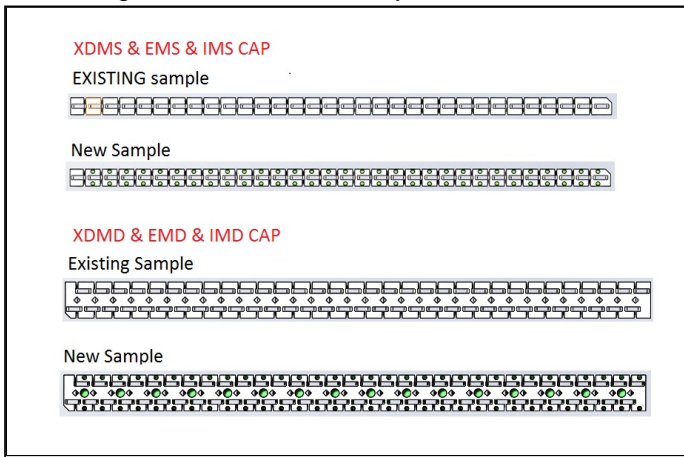 XDMS & EMS & IMS CAP
EXISTING sample
New Sample
XDMD & EMD & IMD CAP
Existing Sample
New Sample